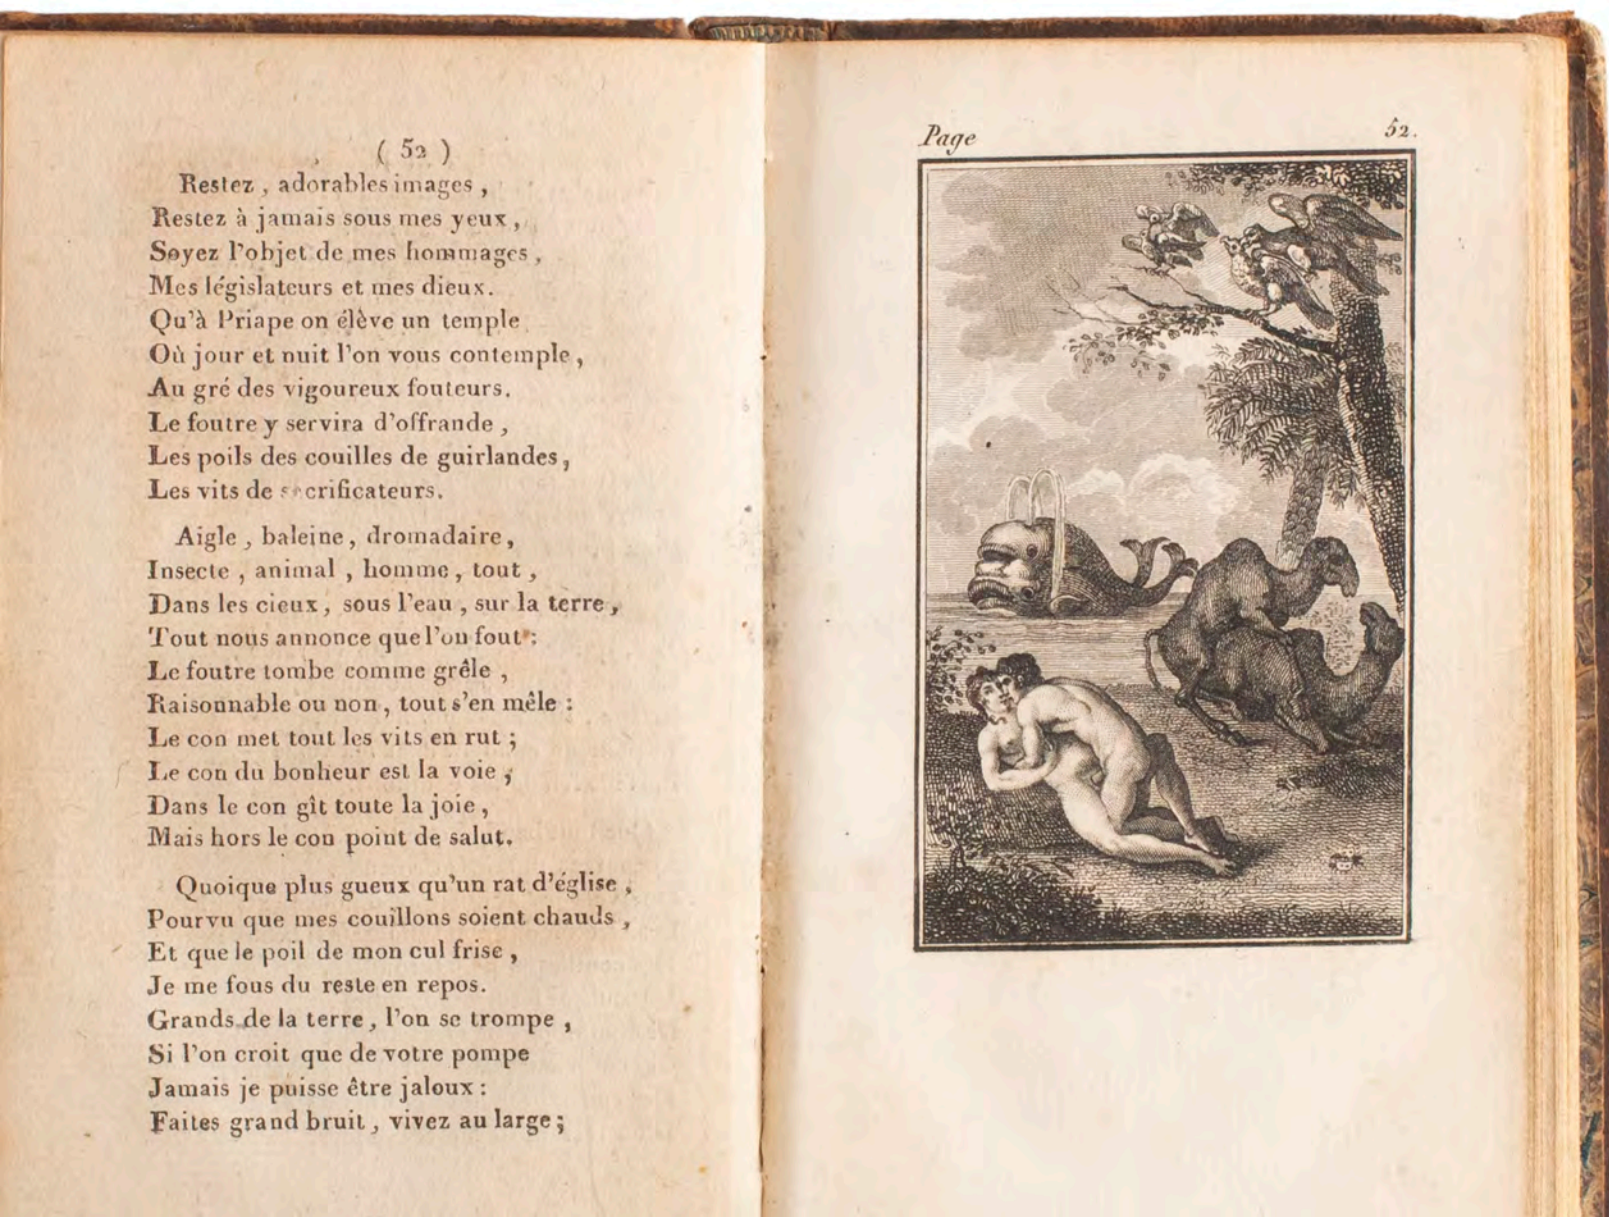 ( 52 )
Restez , adorables images ,
Restez à jamais sous mes yeux ,
Soyez l'objet de mes hommages ,
Mes législateurs et mes dieux.
Qu'à Priape on élève un temple
Où jour et nuit l'on vous contemple ,
Au gré des vigoureux fouteurs.
Le foutre y servira d'offrande ,
Les poils des couilles de guirlandes ,
Les vits de sacrificateurs.
Aigle , baleine , dromadaire ,
Insecte , animal , homme , tout ,
Dans les cieux , sous l'eau , sur la terre ,
Tout nous annonce que l'on fout :
Le foutre tombe comme grêle ,
Raisonnable ou non , tout s'en mêle :
Le con met tout les vits en rut ;
Le con du bonheur est la voie ,
Dans le con gît toute la joie ,
Mais hors le con point de salut.
Quoique plus gueux qu'un rat d'église ,
Pourvu que mes couillons soient chauds ,
Et que le poil de mon cul frise ,
Je me fous du reste en repos.
Grands de la terre , l'on se trompe ,
Si l'on croit que de votre pompe
Jamais je puisse être jaloux :
Faites grand bruit , vivez au large ;
Page 52.